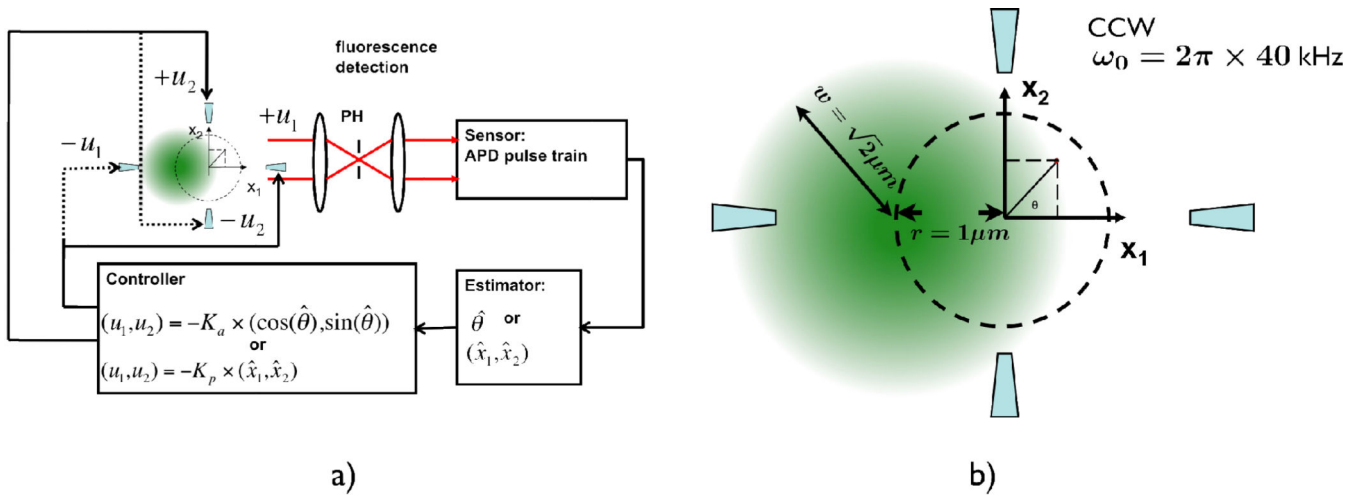 fluorescence
detection
+u₂
x₂
x₁
-u₁
+u₁
-u₂
PH
Sensor:
APD pulse train
Controller
(u₁,u₂) = -Kₐ × (cos(θ̂),sin(θ̂))
or
(u₁,u₂) = -Kₚ × (x̂₁,x̂₂)
Estimator:
θ̂ or
(x̂₁,x̂₂)
a)
CCW
ω₀ = 2π × 40 kHz
w = √2μm
x₂
θ
r = 1μm
x₁
b)